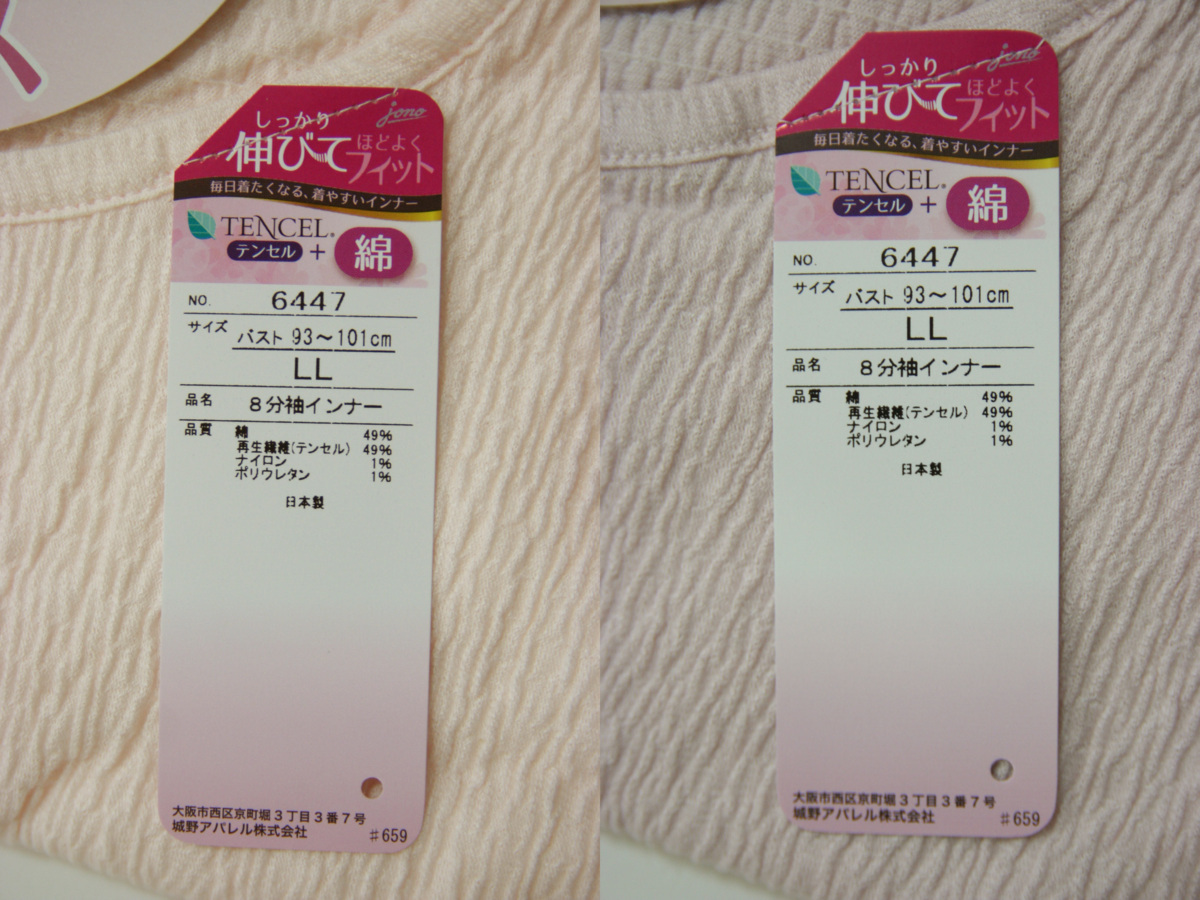 しっかり
jono
伸びて
ほどよく
フィット
毎日着たくなる、着やすいインナー
TENCEL®
テンセル + 綿
NO. 6447
サイズ バスト 93～101cm
LL
品名 8分袖インナー
品質 綿 49%
再生繊維(テンセル) 49%
ナイロン 1%
ポリウレタン 1%
日本製
大阪市西区京町堀3丁目3番7号
城野アパレル株式会社 ♯659
しっかり
jono
伸びて
ほどよく
フィット
毎日着たくなる、着やすいインナー
TENCEL®
テンセル + 綿
NO. 6447
サイズ バスト 93～101cm
LL
品名 8分袖インナー
品質 綿 49%
再生繊維(テンセル) 49%
ナイロン 1%
ポリウレタン 1%
日本製
大阪市西区京町堀3丁目3番7号
城野アパレル株式会社 ♯659